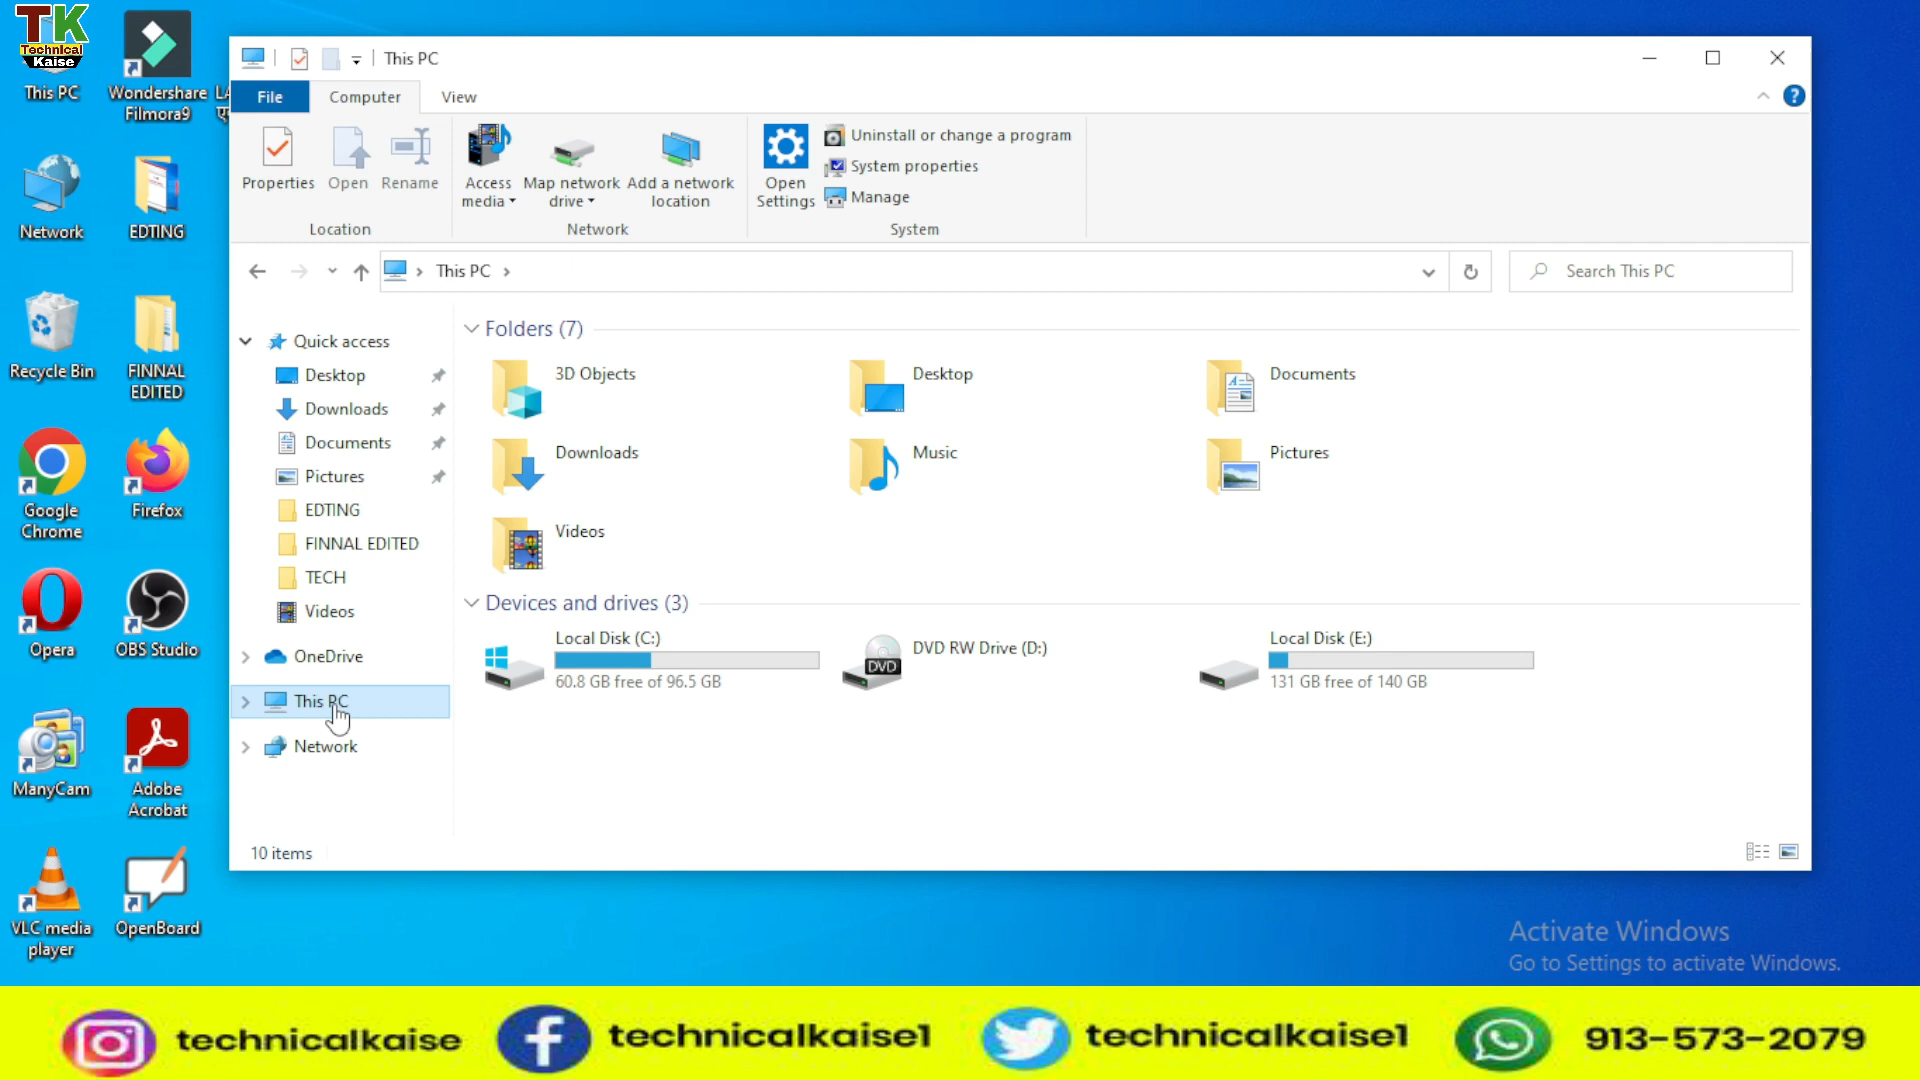 TK
Technical
Kaise
This PC
Wondershare
Filmora9
Network
EDTING
Recycle Bin
FINNAL
EDITED
Google
Chrome
Firefox
Opera
OBS Studio
ManyCam
Adobe
Acrobat
VLC media
player
OpenBoard
This PC
File
Computer
View
?
Properties
Open
Rename
Location
Access
media
Map network
drive
Add a network
location
Network
Open
Settings
Uninstall or change a program
System properties
Manage
System
This PC
Search This PC
Quick access
Desktop
Downloads
Documents
Pictures
EDTING
FINNAL EDITED
TECH
Videos
OneDrive
This PC
Network
Folders (7)
3D Objects
Desktop
Documents
Downloads
Music
Pictures
Videos
Devices and drives (3)
Local Disk (C:)
60.8 GB free of 96.5 GB
DVD RW Drive (D:)
DVD
Local Disk (E:)
131 GB free of 140 GB
10 items
Activate Windows
Go to Settings to activate Windows.
technicalkaise
technicalkaise1
technicalkaise1
913-573-2079